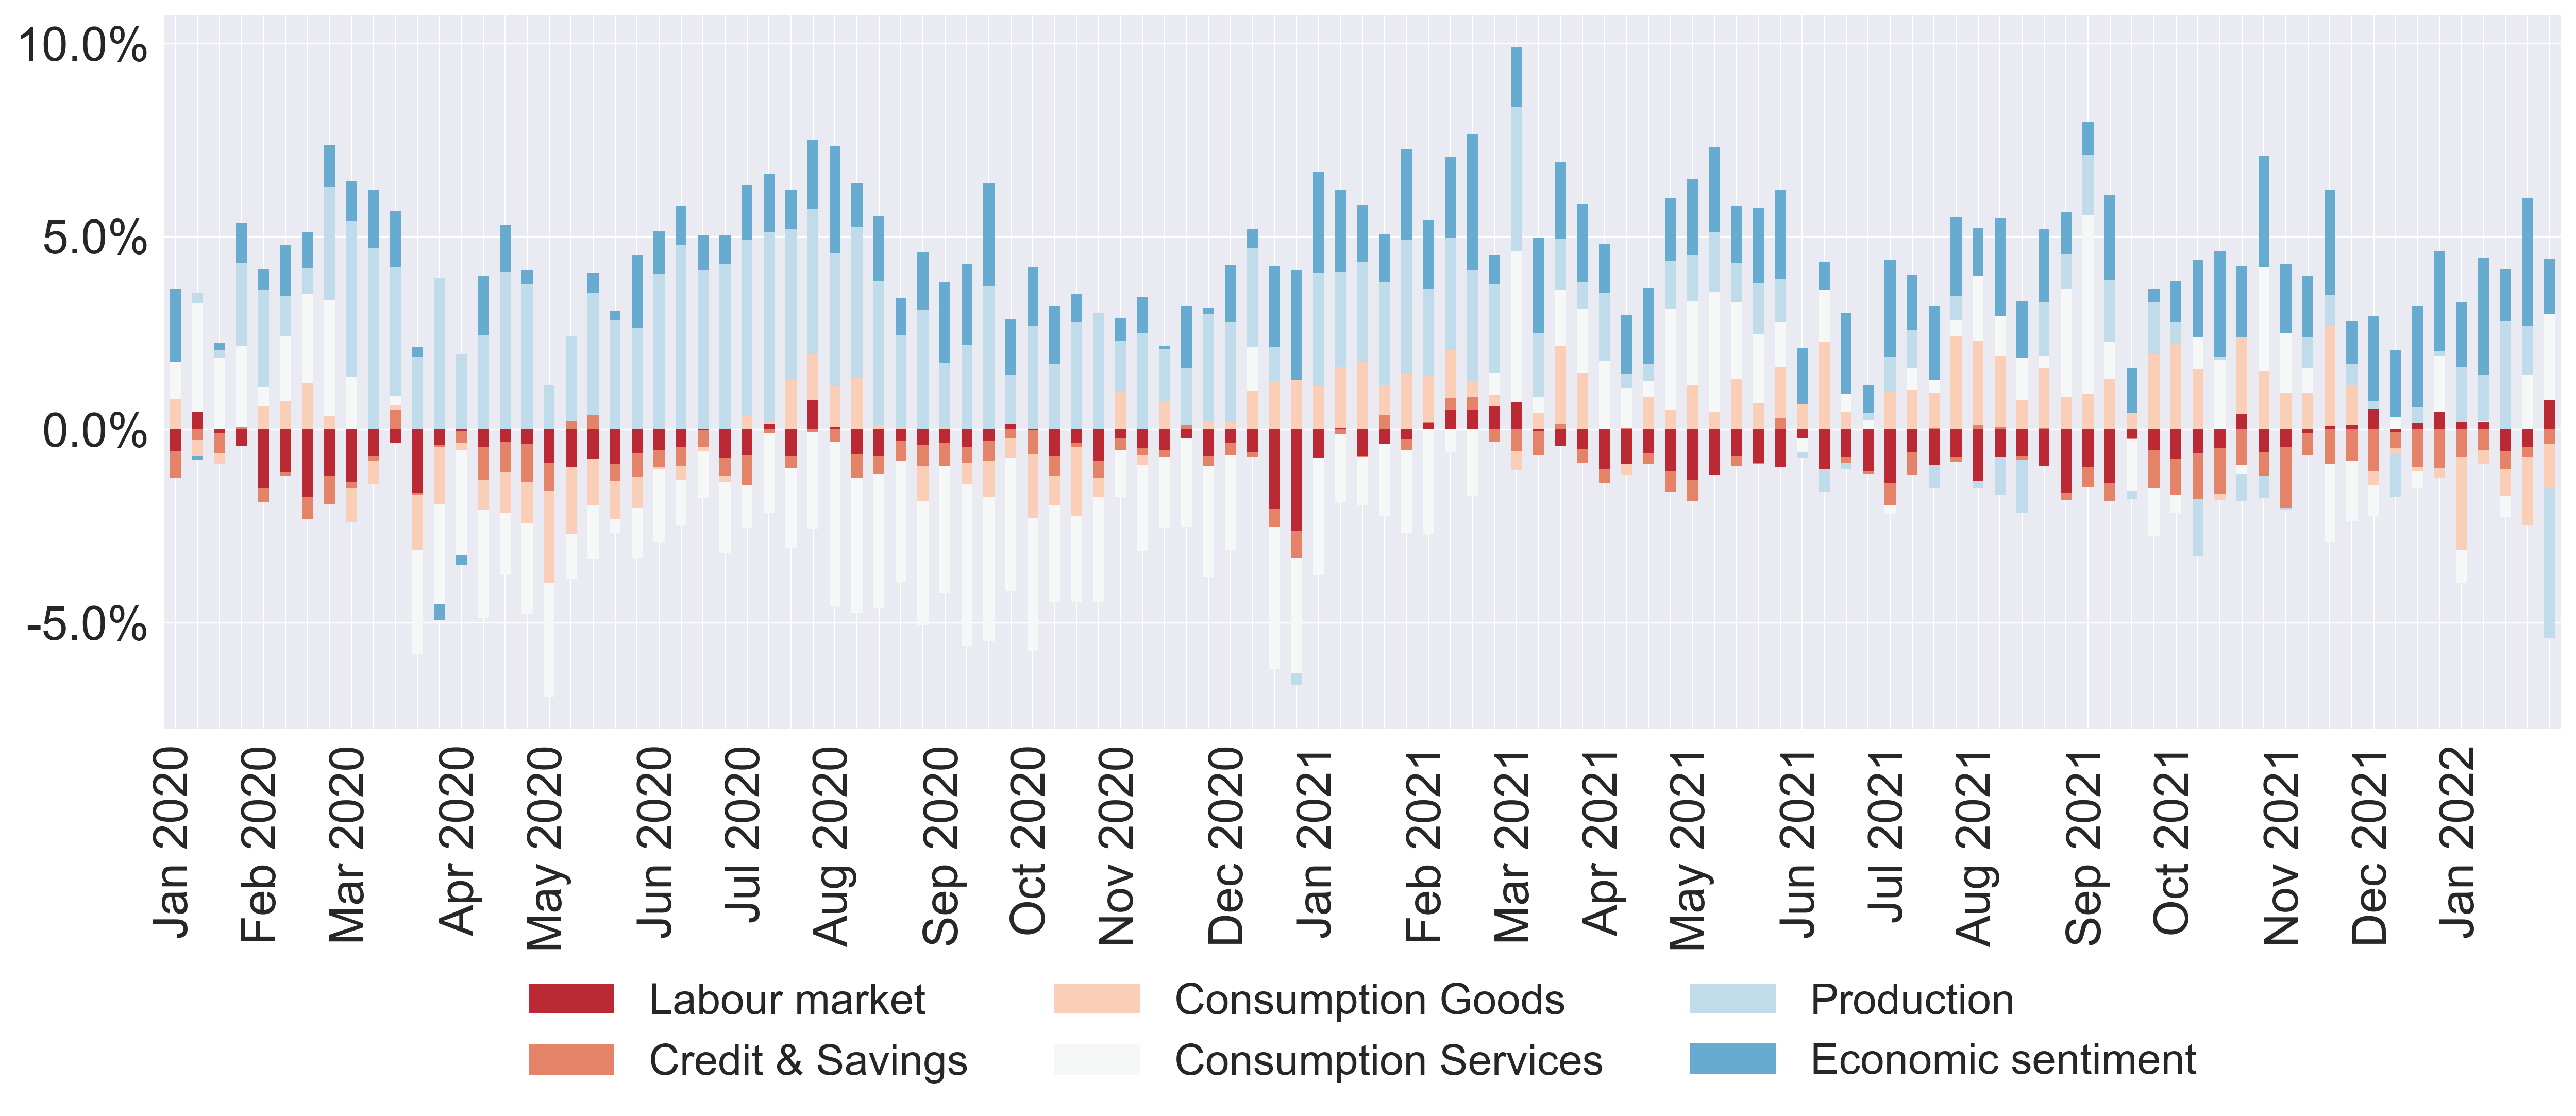 10.0%
5.0%
0.0%
-5.0%
Jan 2020
Feb 2020
Mar 2020
Apr 2020
May 2020
Jun 2020
Jul 2020
Aug 2020
Sep 2020
Oct 2020
Nov 2020
Dec 2020
Jan 2021
Feb 2021
Mar 2021
Apr 2021
May 2021
Jun 2021
Jul 2021
Aug 2021
Sep 2021
Oct 2021
Nov 2021
Dec 2021
Jan 2022
Labour market
Consumption Goods
Production
Credit & Savings
Consumption Services
Economic sentiment